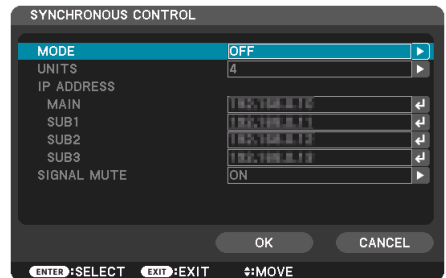 SYNCHRONOUS CONTROL
MODE OFF
UNITS 4
IP ADDRESS
MAIN
SUB1
SUB2
SUB3
SIGNAL MUTE ON
OK CANCEL
ENTER:SELECT EXIT:EXIT :MOVE